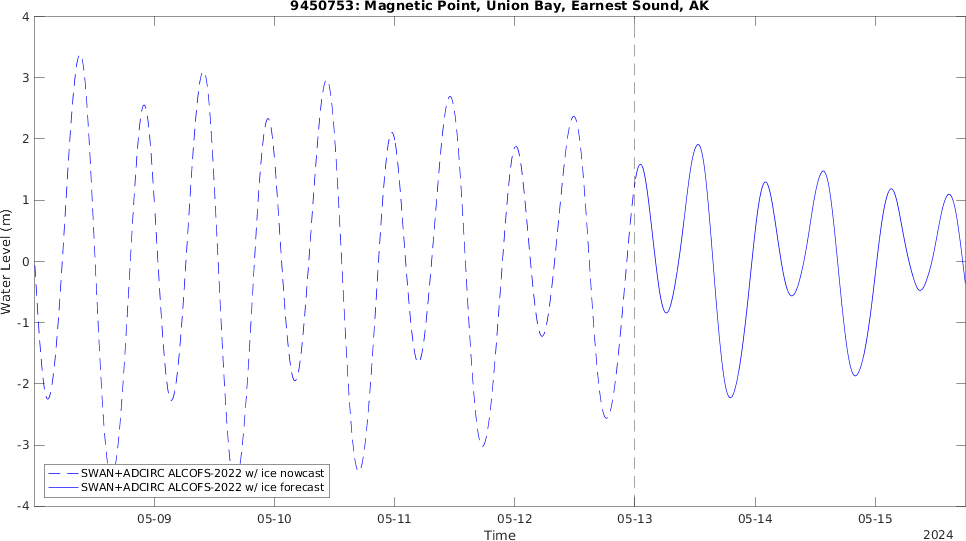 9450753: Magnetic Point, Union Bay, Earnest Sound, AK
4
3
2
1
0
-1
-2
-3
-4
Water Level (m)
SWAN+ADCIRC ALCOFS-2022 w/ ice nowcast
SWAN+ADCIRC ALCOFS-2022 w/ ice forecast
05-09 05-10 05-11 05-12 05-13 05-14 05-15
Time
2024